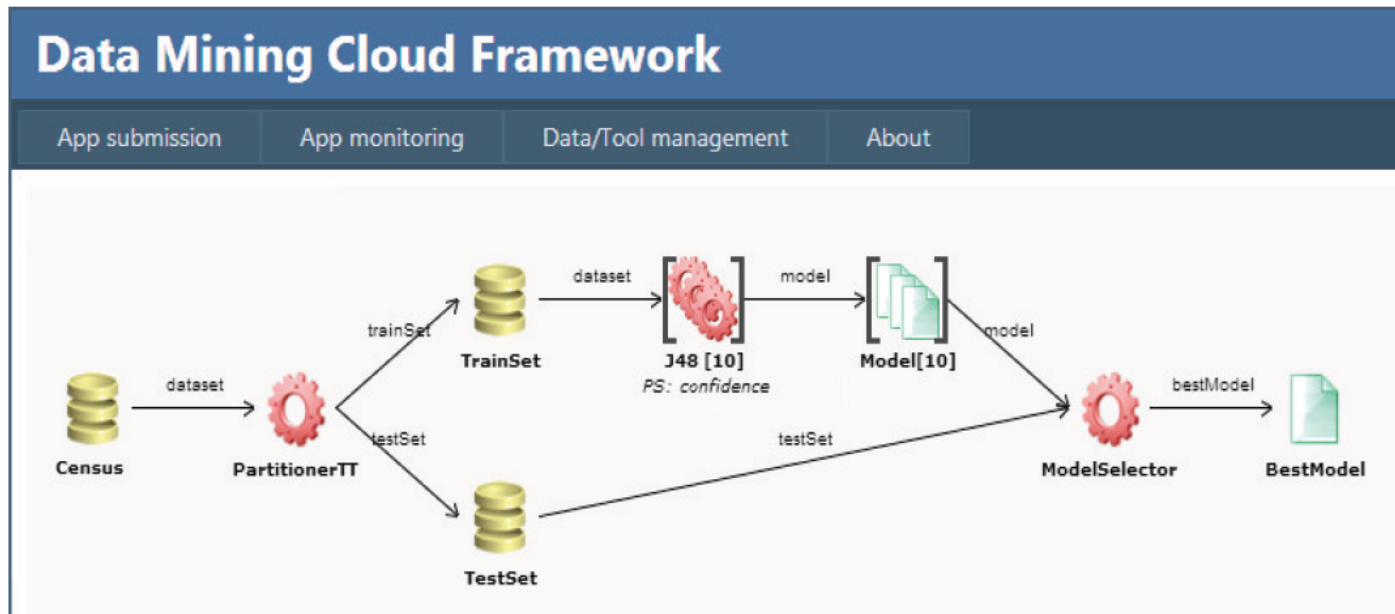 Data Mining Cloud Framework
App submission
App monitoring
Data/Tool management
About
dataset
model
trainSet
model
TrainSet
J48 [10]
Model[10]
PS: confidence
dataset
bestModel
testSet
testSet
Census
PartitionerTT
ModelSelector
BestModel
TestSet